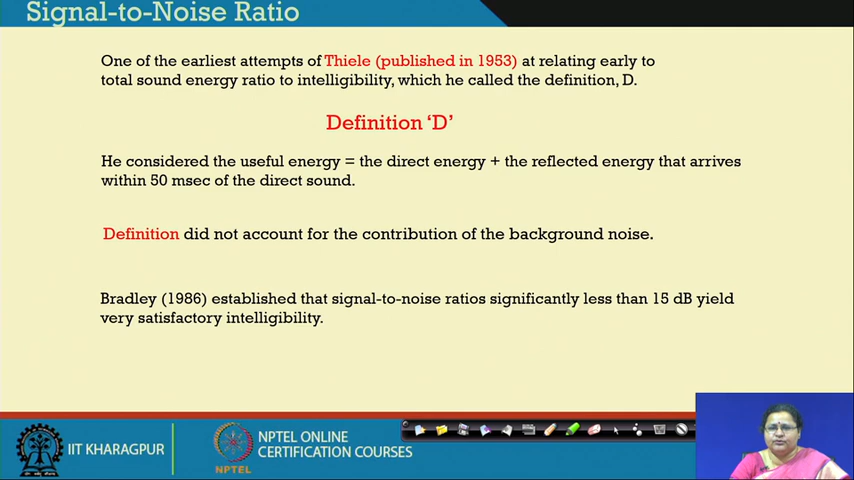 Signal-to-Noise Ratio
One of the earliest attempts of Thiele (published in 1953) at relating early to
total sound energy ratio to intelligibility, which he called the definition, D.
Definition ‘D’
He considered the useful energy = the direct energy + the reflected energy that arrives
within 50 msec of the direct sound.
Definition did not account for the contribution of the background noise.
Bradley (1986) established that signal-to-noise ratios significantly less than 15 dB yield
very satisfactory intelligibility.
IIT KHARAGPUR
NPTEL
NPTEL ONLINE
CERTIFICATION COURSES